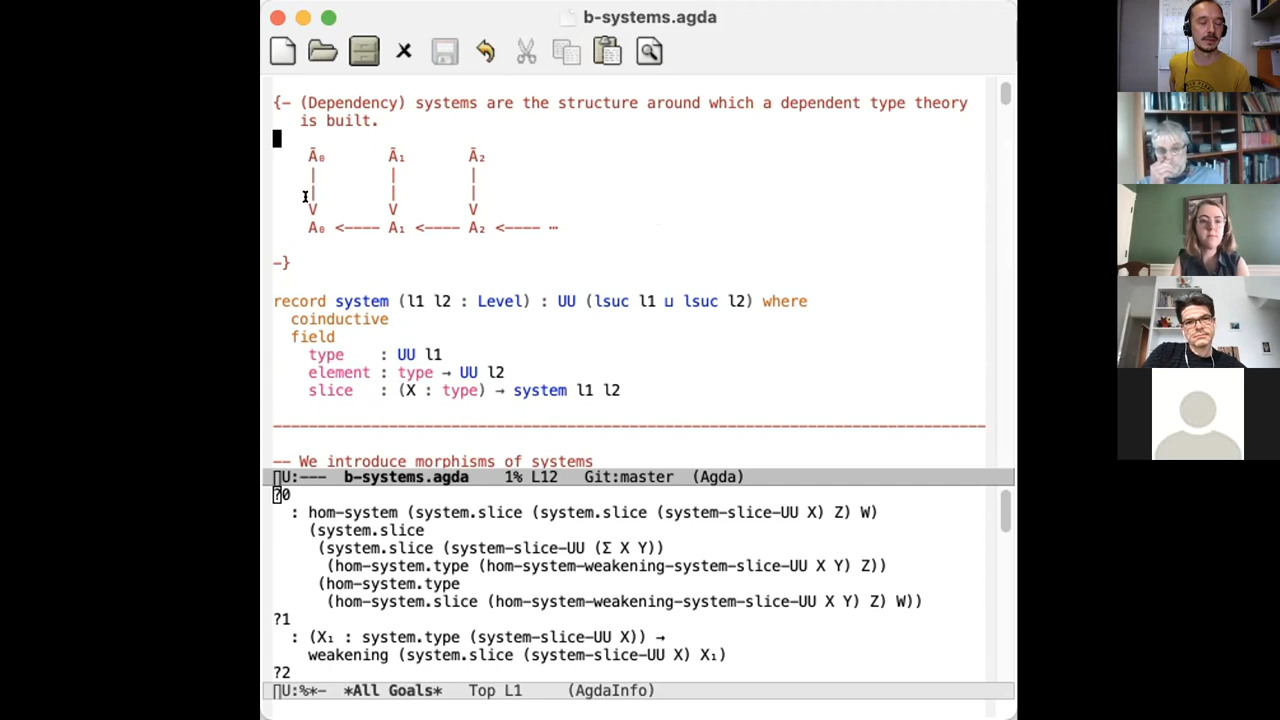 b-systems.agda
{- (Dependency) systems are the structure around which a dependent type theory
is built.
Ã₀ Ã₁ Ã₂
| | |
| | |
V V V
A₀ <---- A₁ <---- A₂ <---- ⋯
-}
record system (l1 l2 : Level) : UU (lsuc l1 ⊔ lsuc l2) where
coinductive
field
type : UU l1
element : type → UU l2
slice : (X : type) → system l1 l2
--------------------------------------------------------------------------------
-- We introduce morphisms of systems
U:--- b-systems.agda 1% L12 Git:master (Agda)
?0
: hom-system (system.slice (system.slice (system-slice-UU X) Z) W)
(system.slice
(system.slice (system-slice-UU (Σ X Y))
(hom-system.type (hom-system-weakening-system-slice-UU X Y) Z))
(hom-system.type
(hom-system.slice (hom-system-weakening-system-slice-UU X Y) Z) W))
?1
: (X₁ : system.type (system-slice-UU X)) →
weakening (system.slice (system-slice-UU X) X₁)
?2
U:%*- *All Goals* Top L1 (AgdaInfo)